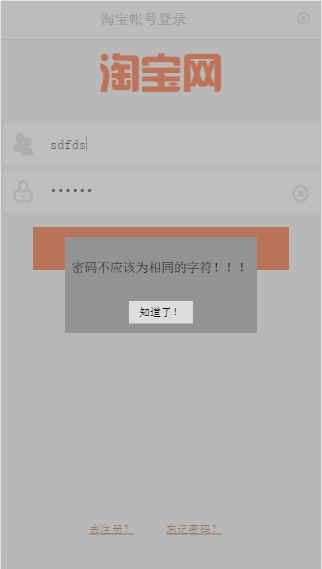 淘宝帐号登录
淘宝网
sdfds
••••••
密码不应该为相同的字符！！！
知道了！
去注册？ 忘记密码？